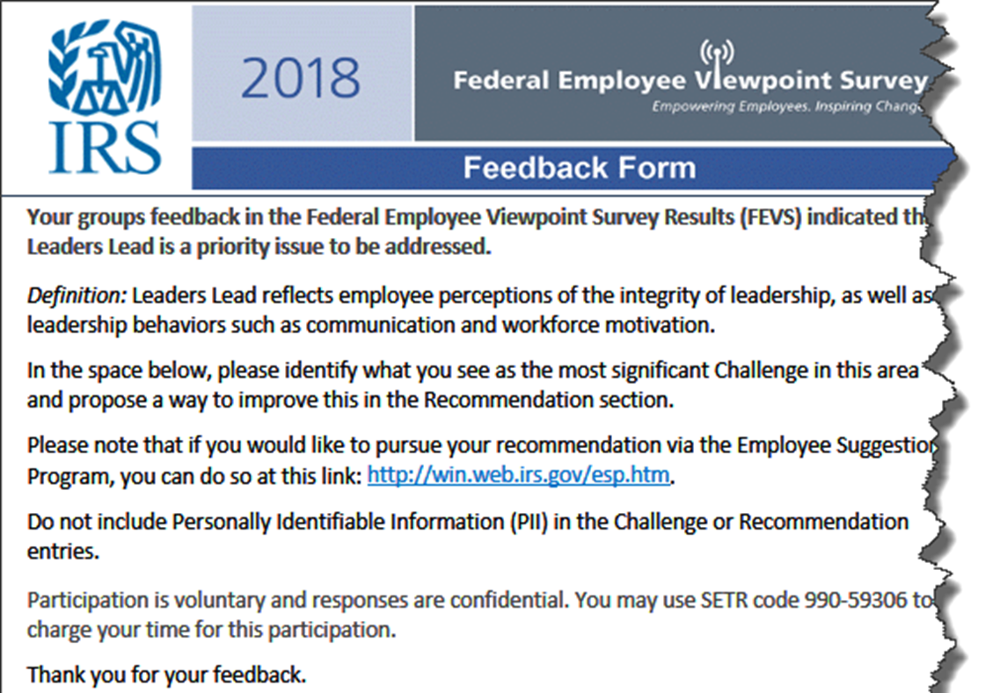 IRS
2018
Federal Employee Viewpoint Survey
Empowering Employees. Inspiring Change
Feedback Form
Your groups feedback in the Federal Employee Viewpoint Survey Results (FEVS) indicated
Leaders Lead is a priority issue to be addressed.
Definition: Leaders Lead reflects employee perceptions of the integrity of leadership, as well as
leadership behaviors such as communication and workforce motivation.
In the space below, please identify what you see as the most significant Challenge in this area
and propose a way to improve this in the Recommendation section.
Please note that if you would like to pursue your recommendation via the Employee Suggestion
Program, you can do so at this link: http://win.web.irs.gov/esp.htm.
Do not include Personally Identifiable Information (PII) in the Challenge or Recommendation
entries.
Participation is voluntary and responses are confidential. You may use SETR code 990-59306 to
charge your time for this participation.
Thank you for your feedback.